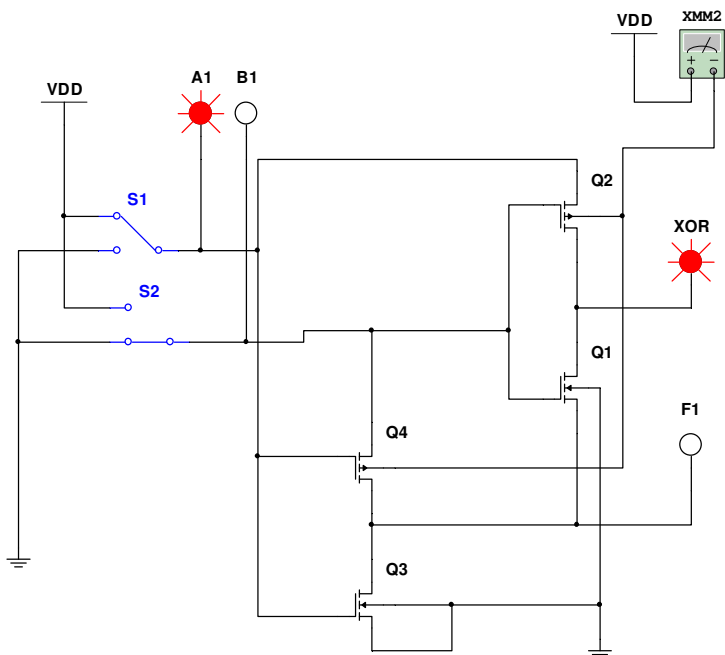 XMM2
VDD
+ −
A1 B1
VDD
Q2
S1
XOR
S2
Q1
F1
Q4
Q3